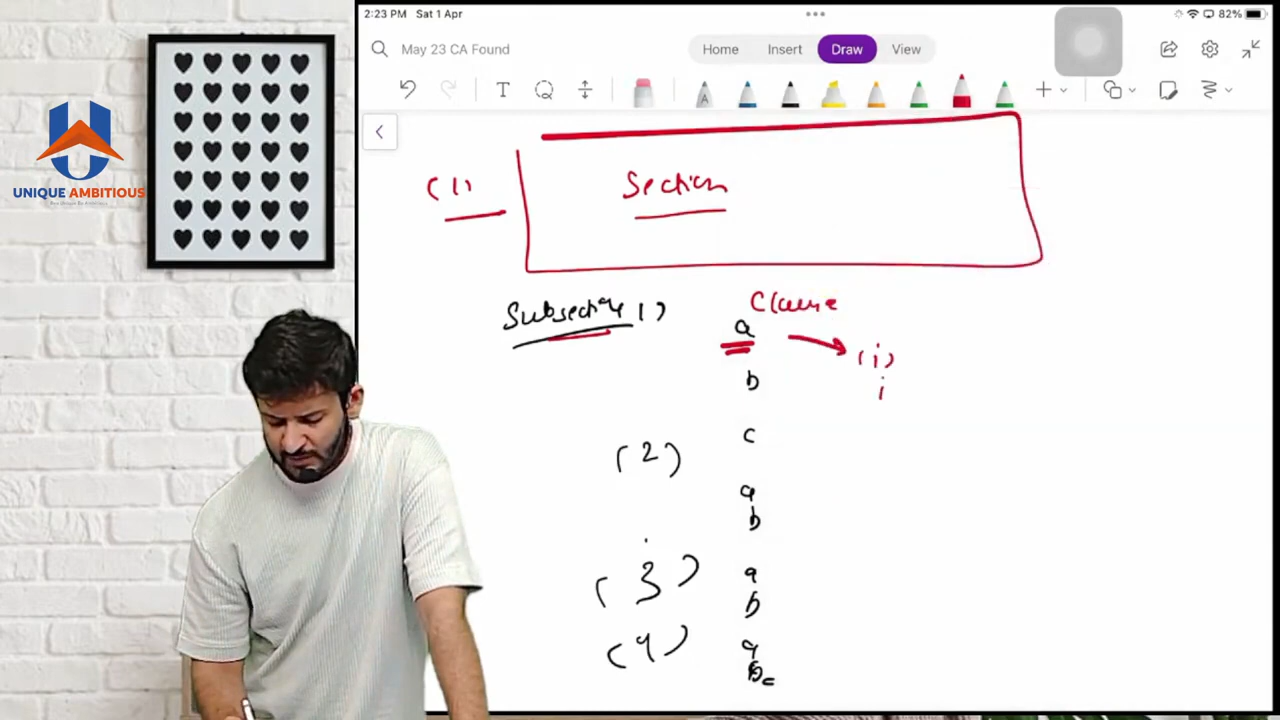 2:23 PM Sat 1 Apr
82%
May 23 CA Found
Home Insert Draw View
UNIQUE AMBITIOUS
(1)
Section
Subsection (1)
Clause
a
(i)
i
b
c
(2)
a
b
(3)
a
b
(4)
a
b c